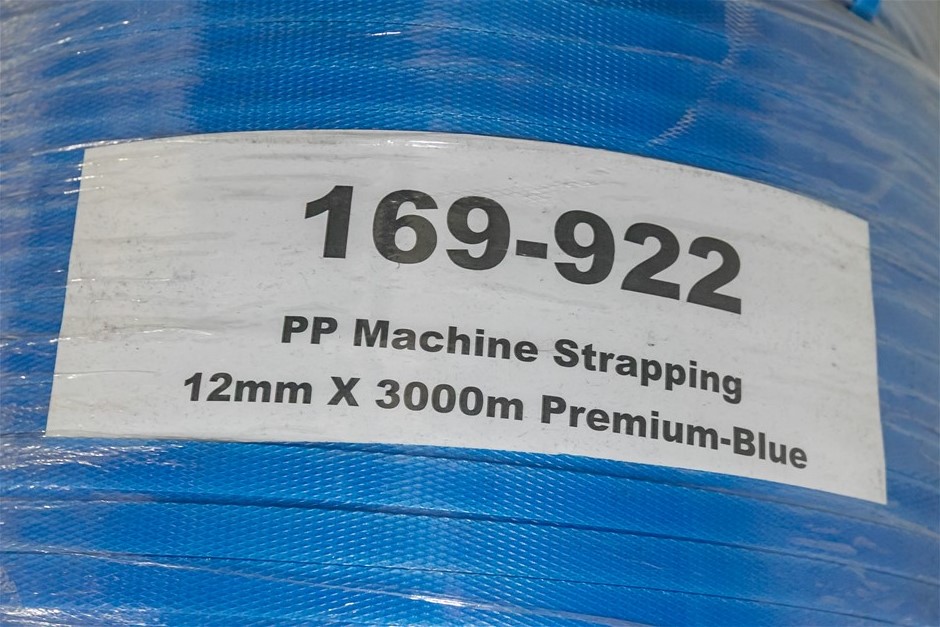 169-922
PP Machine Strapping
12mm X 3000m Premium-Blue